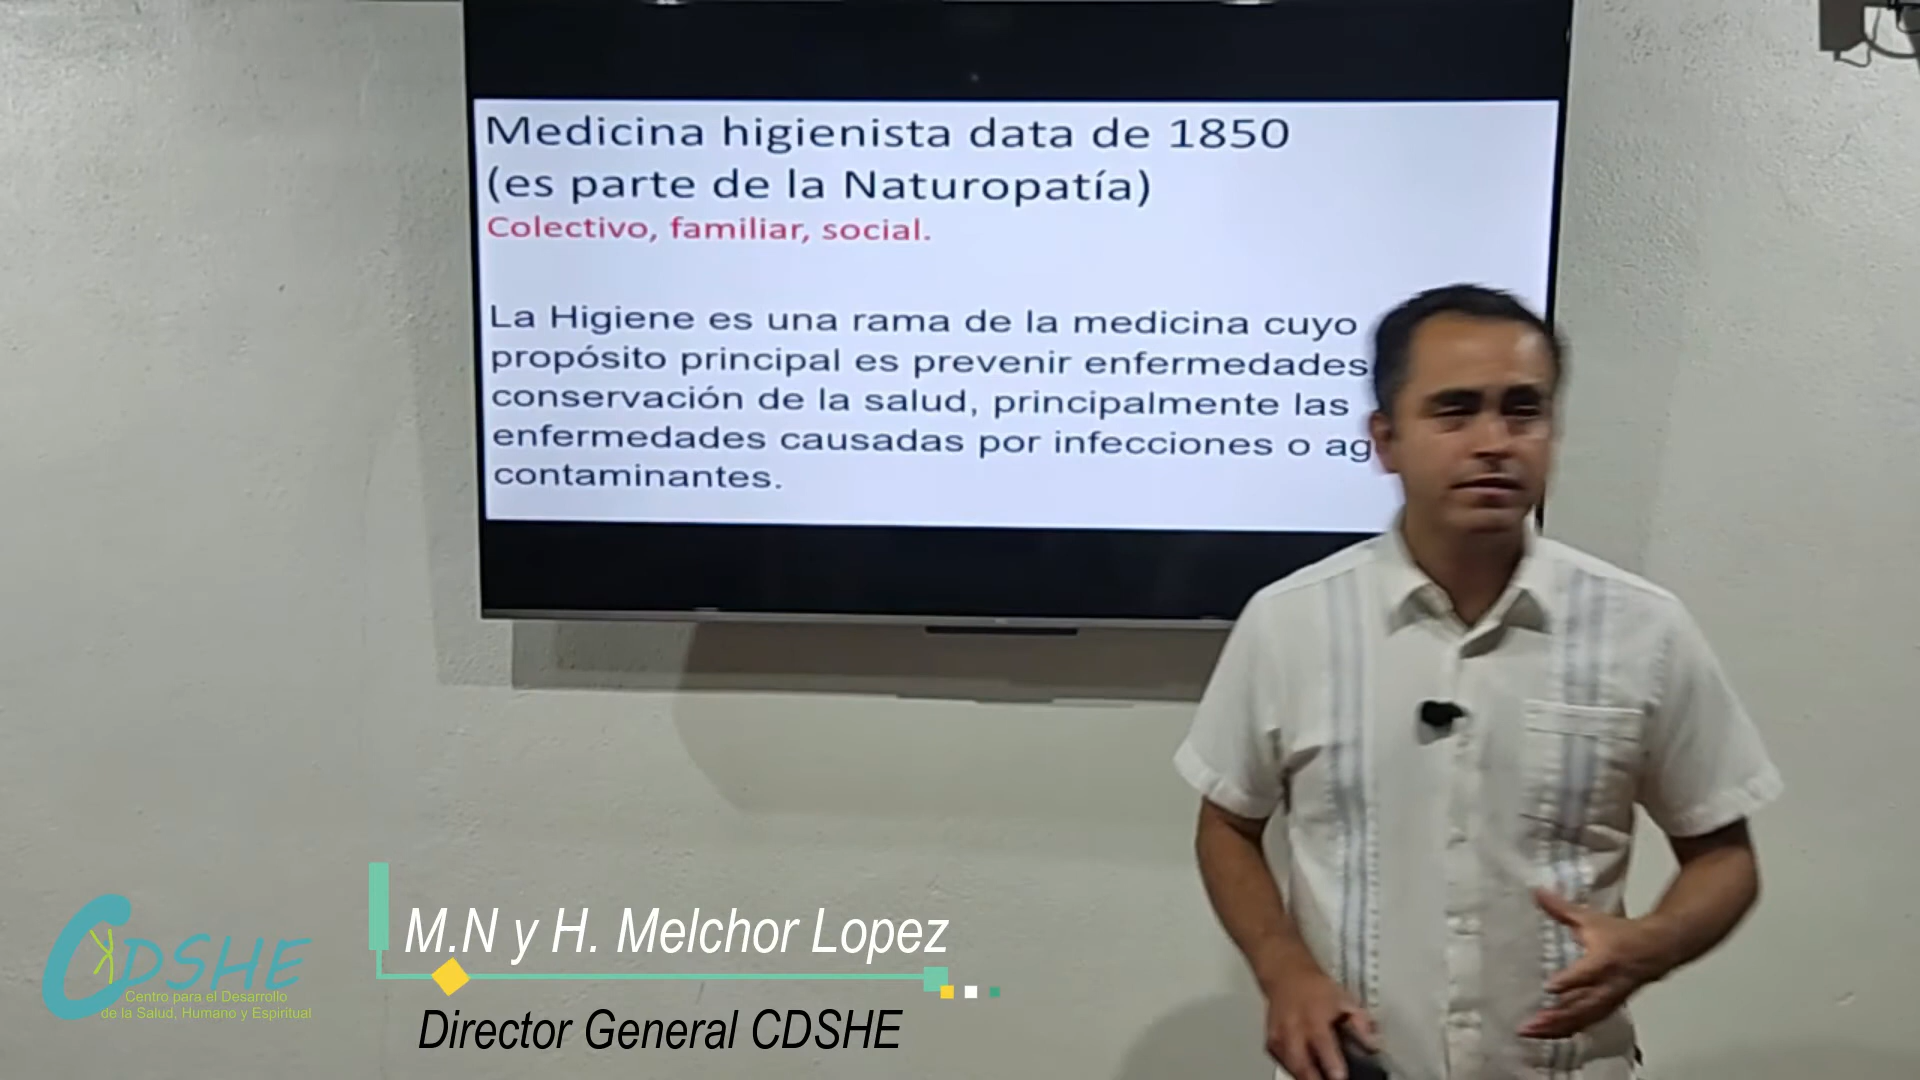 Medicina higienista data de 1850
(es parte de la Naturopatía)
Colectivo, familiar, social.
La Higiene es una rama de la medicina cuyo
propósito principal es prevenir enfermedades
conservación de la salud, principalmente las
enfermedades causadas por infecciones o ag
contaminantes.
M.N y H. Melchor Lopez
Director General CDSHE
CDSHE
Centro para el Desarrollo
de la Salud, Humano y Espiritual